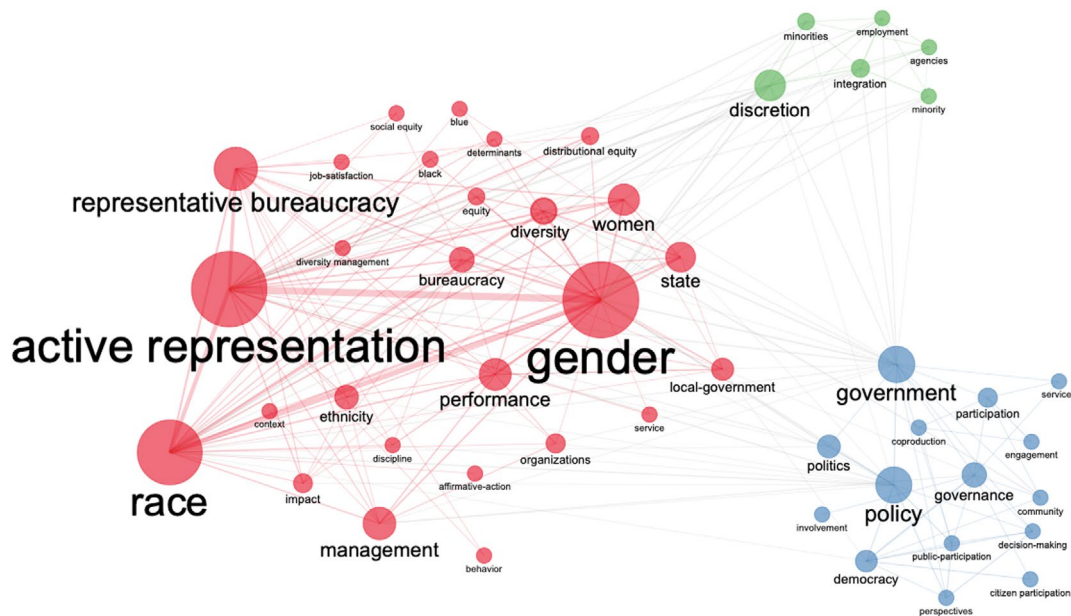 minorities
employment
agencies
integration
minority
discretion
social equity
blue
determinants
distributional equity
job-satisfaction
black
representative bureaucracy
equity
diversity
women
diversity management
bureaucracy
state
active representation
gender
performance
local-government
context
ethnicity
service
race
discipline
organizations
impact
affirmative-action
management
behavior
government
participation
service
coproduction
politics
engagement
policy
governance
community
involvement
decision-making
public-participation
democracy
citizen participation
perspectives